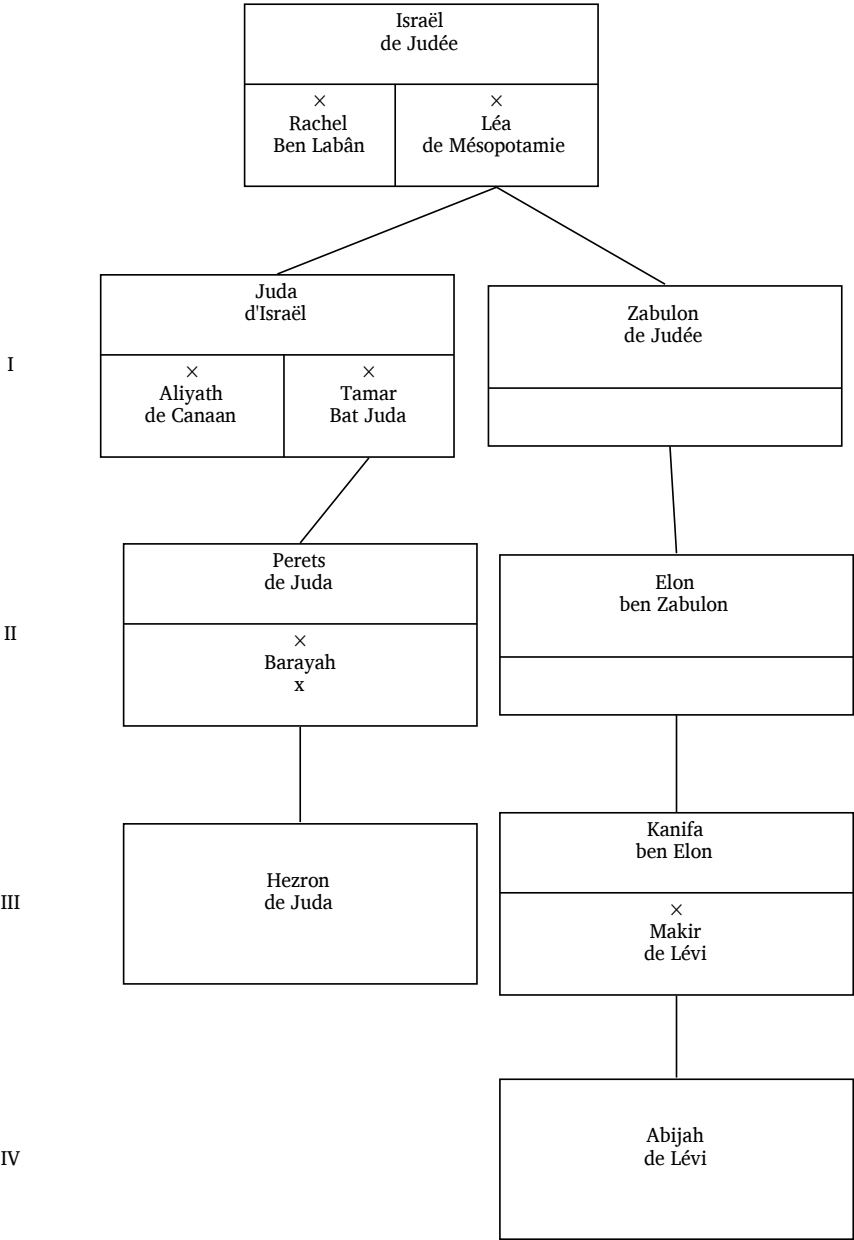 Israël
de Judée
×
Rachel
Ben Labân
×
Léa
de Mésopotamie
I
Juda
d'Israël
×
Aliyath
de Canaan
×
Tamar
Bat Juda
Zabulon
de Judée
II
Perets
de Juda
×
Barayah
x
Elon
ben Zabulon
III
Hezron
de Juda
Kanifa
ben Elon
×
Makir
de Lévi
IV
Abijah
de Lévi